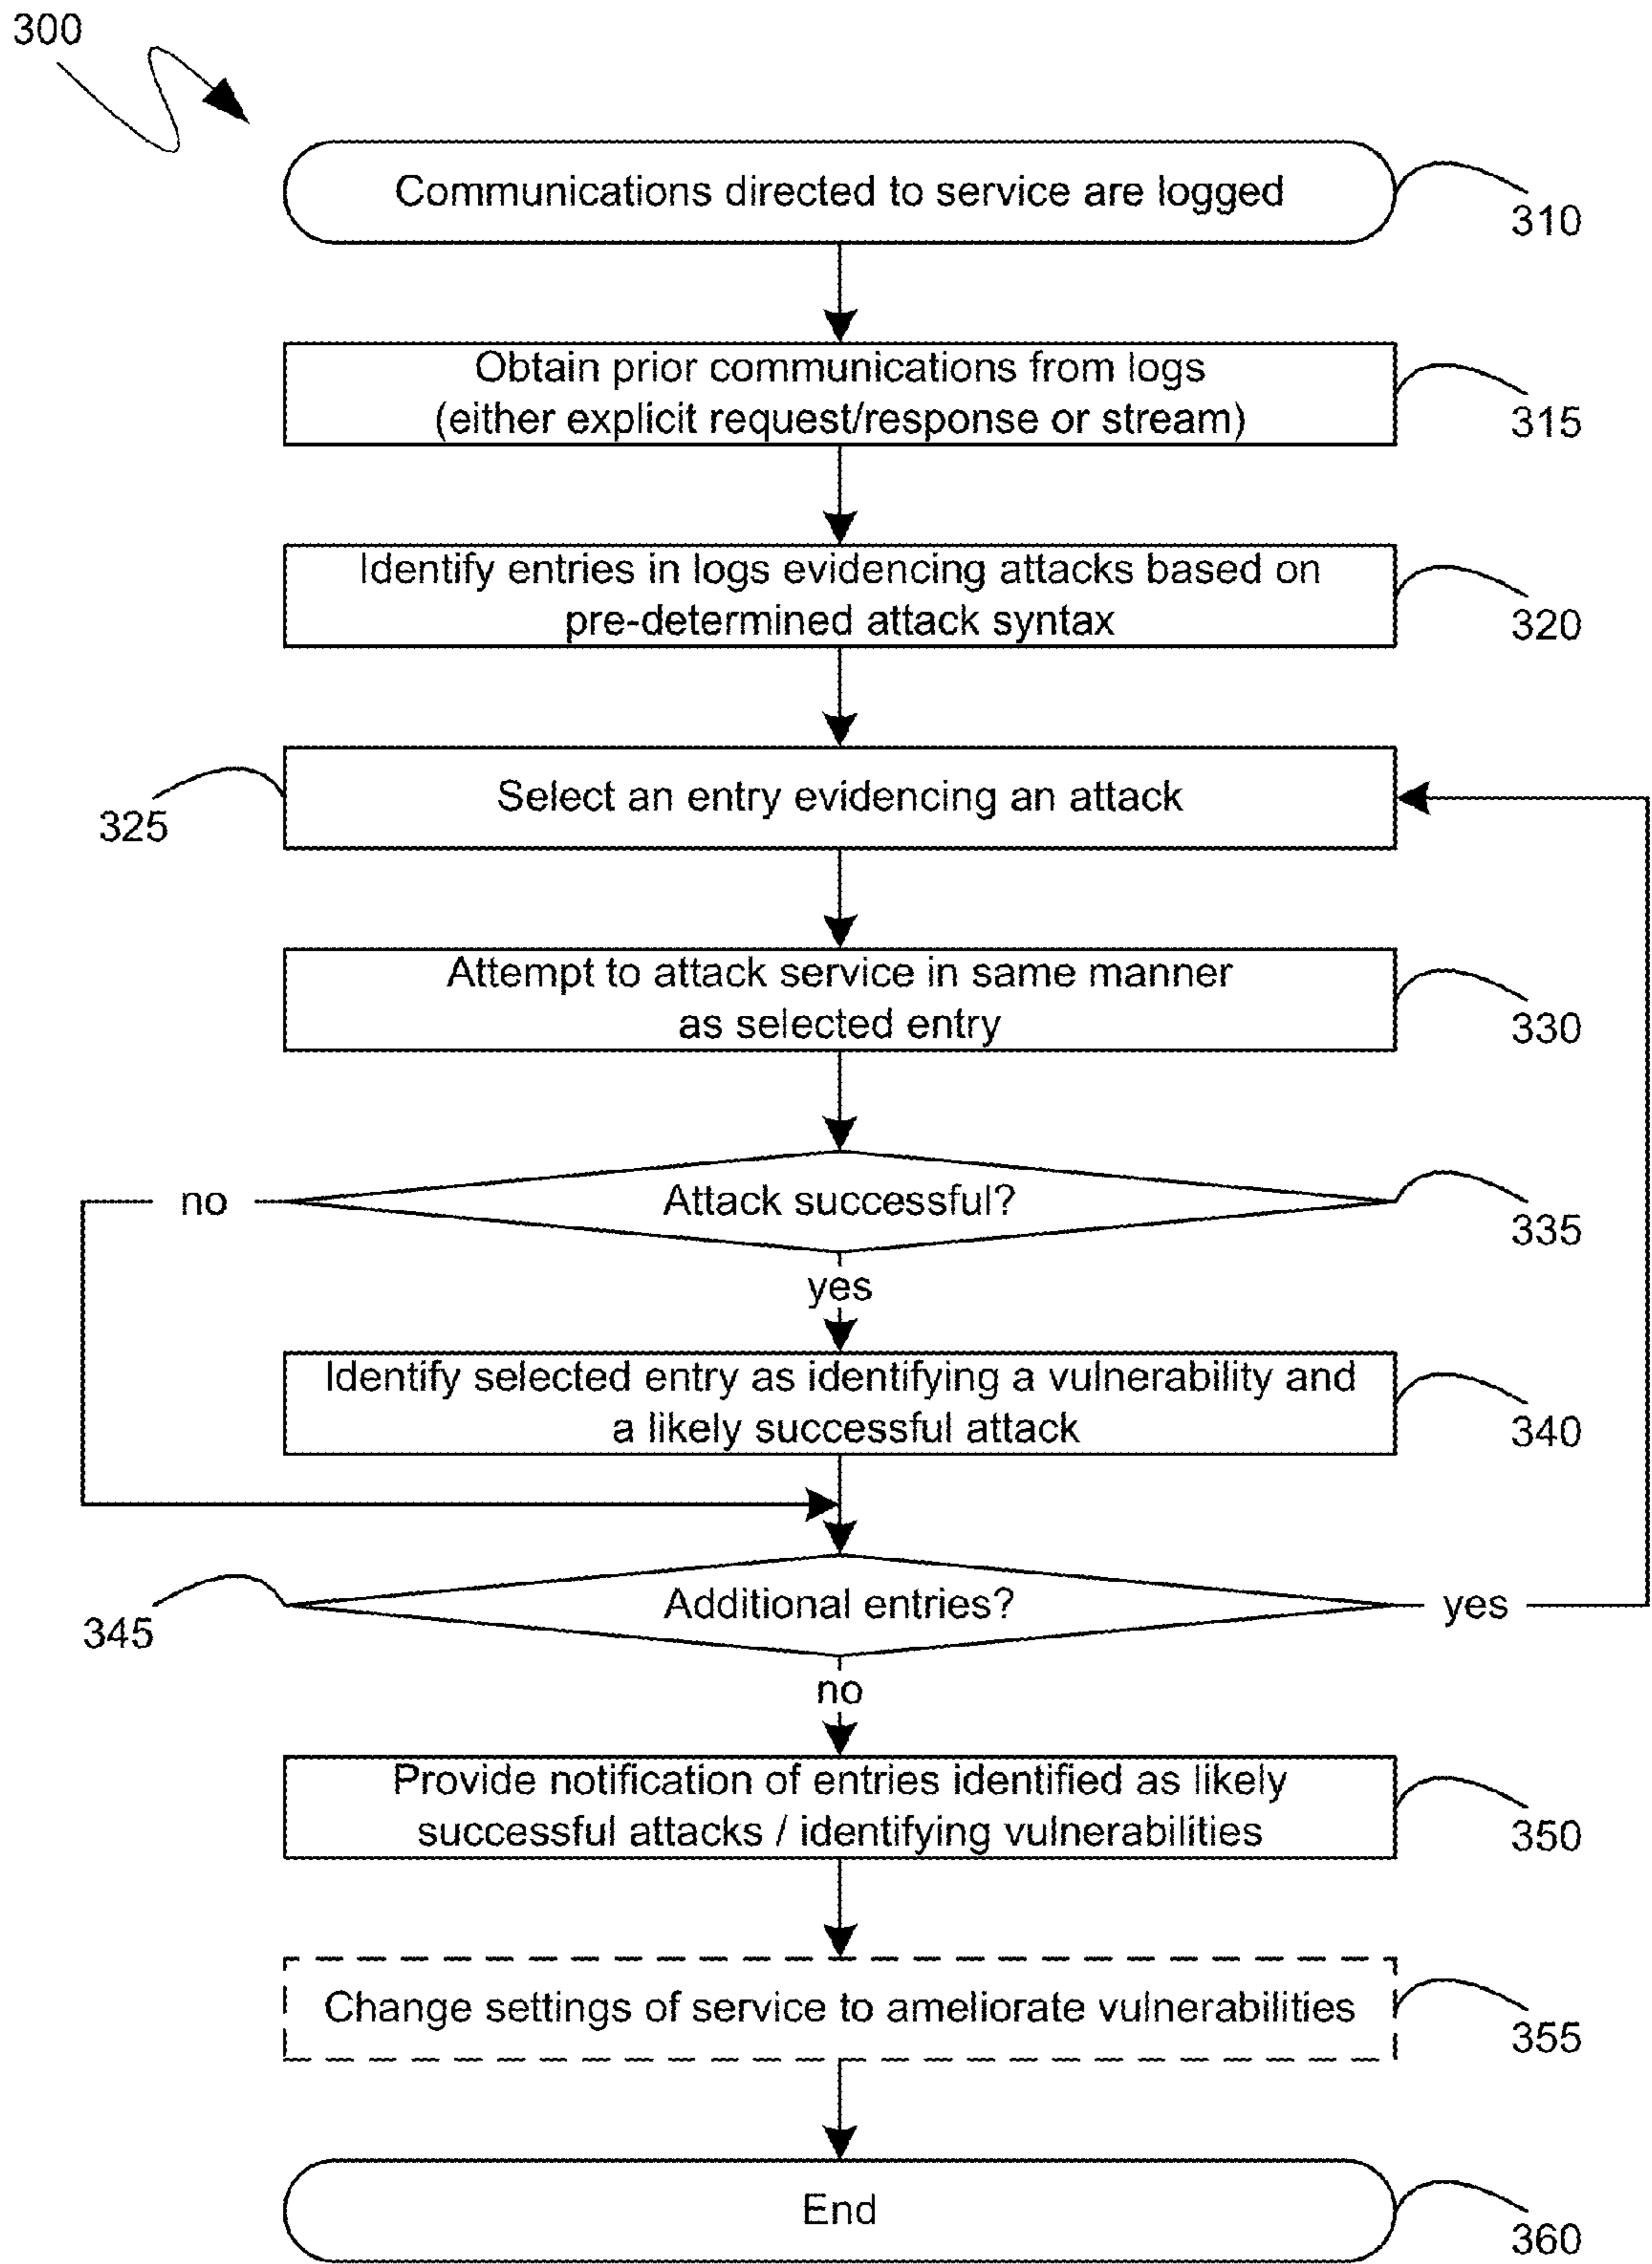 300
Communications directed to service are logged
310
Obtain prior communications from logs
(either explicit request/response or stream)
315
Identify entries in logs evidencing attacks based on
pre-determined attack syntax
320
Select an entry evidencing an attack
325
Attempt to attack service in same manner
as selected entry
330
Attack successful?
335
no
yes
Identify selected entry as identifying a vulnerability and
a likely successful attack
340
Additional entries?
345
yes
no
Provide notification of entries identified as likely
successful attacks / identifying vulnerabilities
350
Change settings of service to ameliorate vulnerabilities
355
End
360